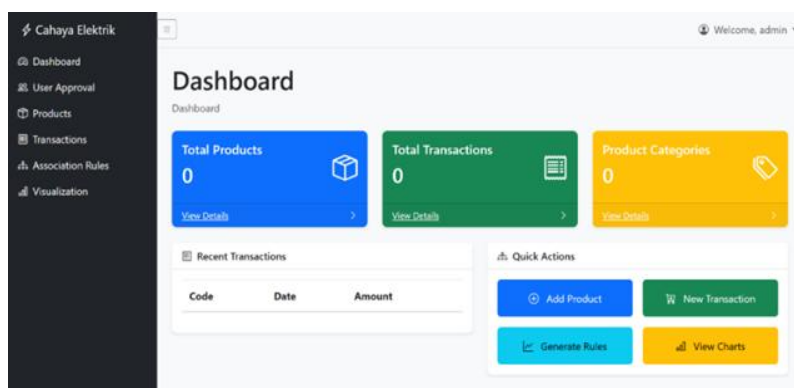 Cahaya Elektrik
Welcome, admin
Dashboard
User Approval
Products
Transactions
Association Rules
Visualization
Dashboard
Dashboard
Total Products
0
View Details
Total Transactions
0
View Details
Product Categories
0
View Details
Recent Transactions
Code Date Amount
Quick Actions
Add Product
New Transaction
Generate Rules
View Charts